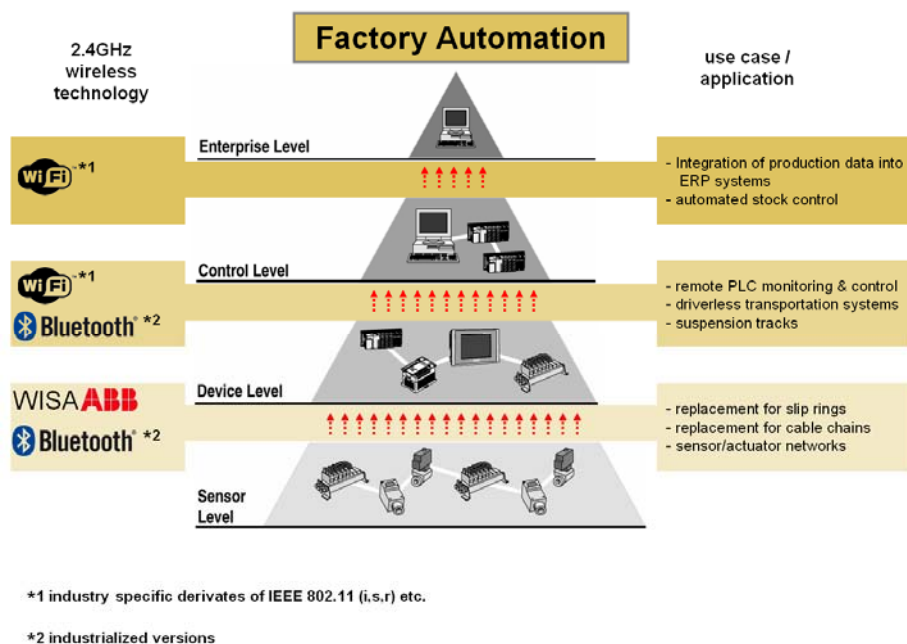 Factory Automation
2.4GHz
wireless
technology
use case /
application
Enterprise Level
WiFi™*1
- Integration of production data into
ERP systems
- automated stock control
Control Level
WiFi™*1
Bluetooth® *2
- remote PLC monitoring & control
- driverless transportation systems
- suspension tracks
Device Level
WISA ABB
Bluetooth® *2
- replacement for slip rings
- replacement for cable chains
- sensor/actuator networks
Sensor
Level
*1 industry specific derivates of IEEE 802.11 (i,s,r) etc.
*2 industrialized versions